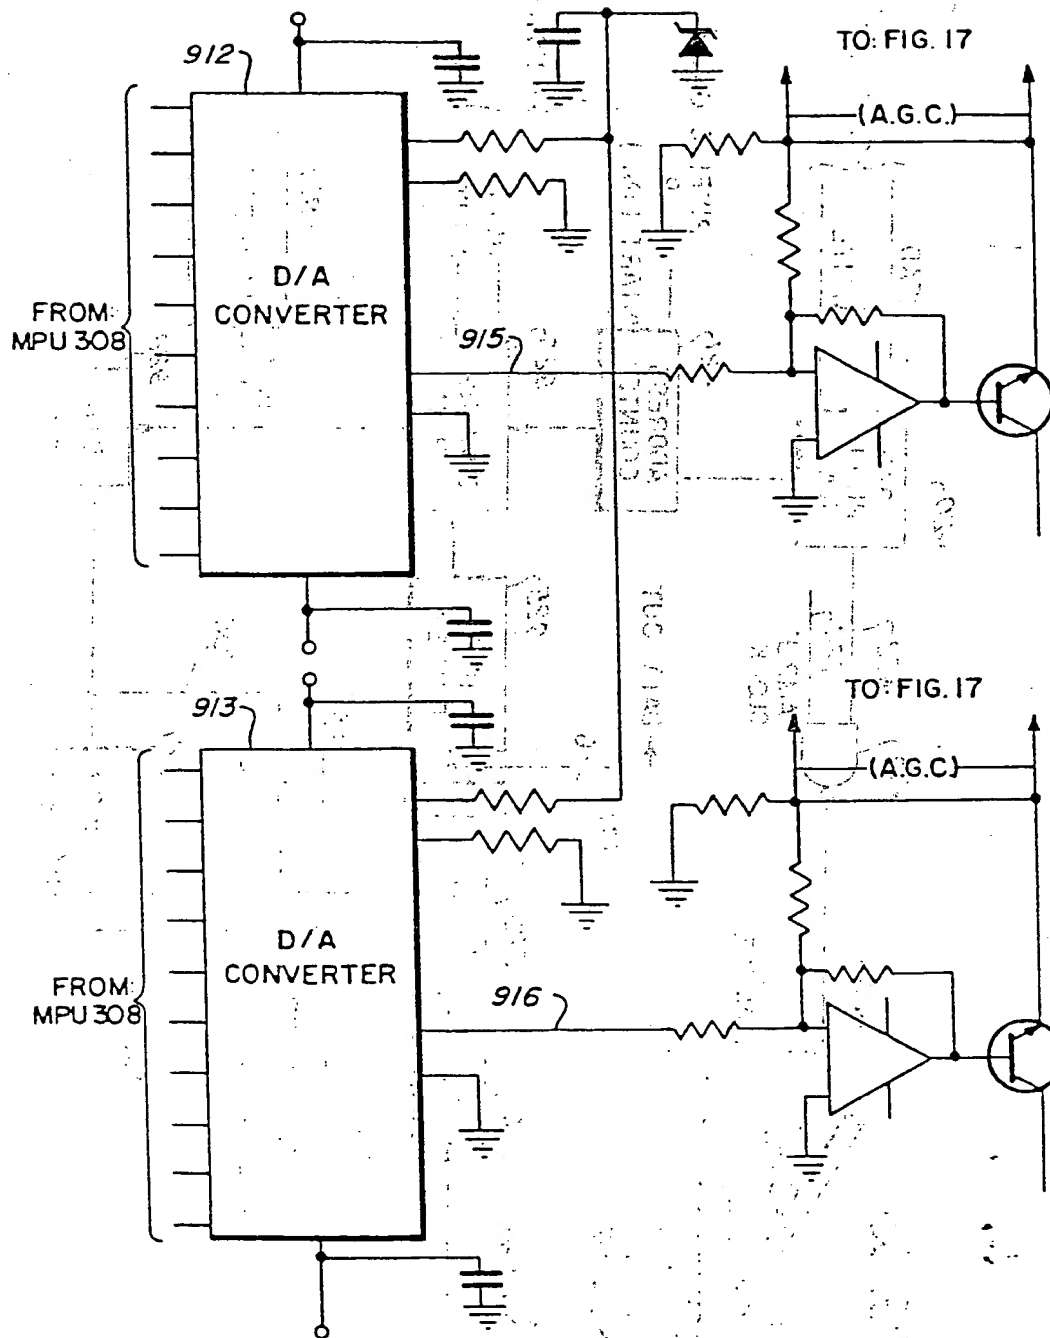 912
TO: FIG. 17
(A.G.C.)
D/A
CONVERTER
FROM:
MPU 308
915
TO: FIG. 17
913
(A.G.C.)
D/A
CONVERTER
FROM:
MPU 308
916